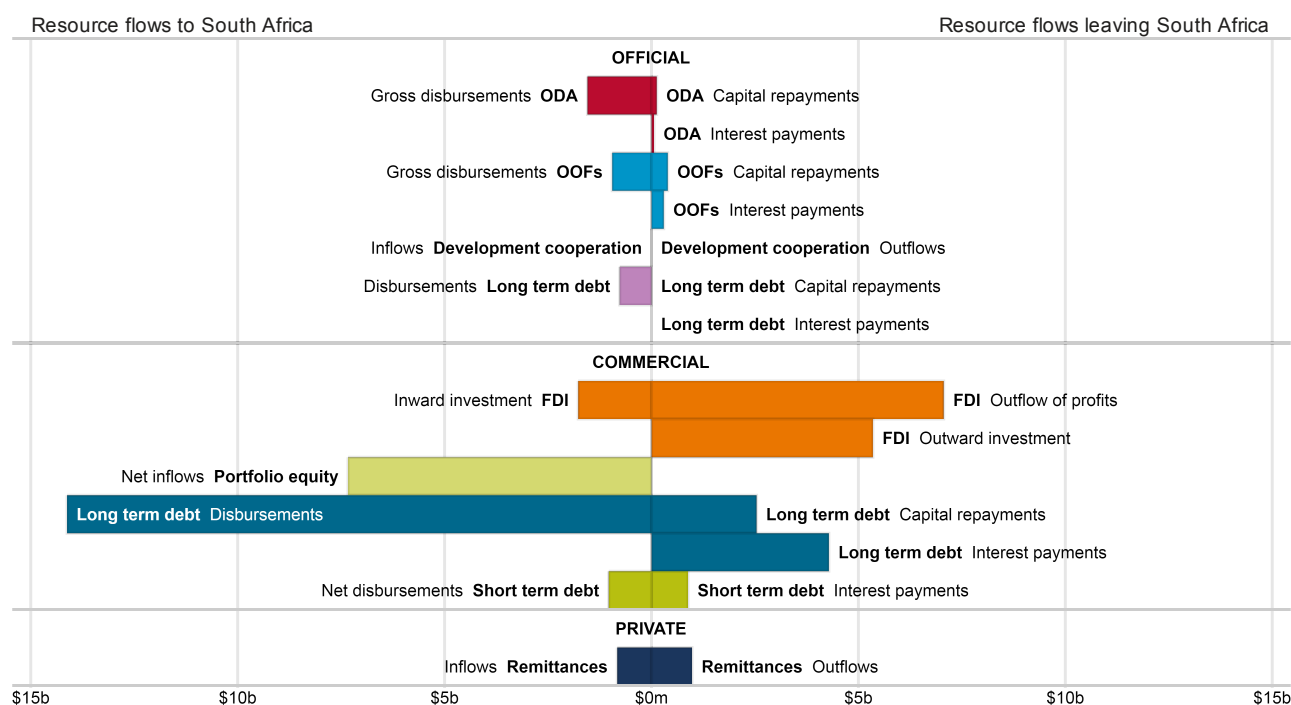 Resource flows to South Africa
Resource flows leaving South Africa
OFFICIAL
Gross disbursements ODA
ODA Capital repayments
ODA Interest payments
Gross disbursements OOFs
OOFs Capital repayments
OOFs Interest payments
Inflows Development cooperation
Development cooperation Outflows
Disbursements Long term debt
Long term debt Capital repayments
Long term debt Interest payments
COMMERCIAL
Inward investment FDI
FDI Outflow of profits
FDI Outward investment
Net inflows Portfolio equity
Long term debt Disbursements
Long term debt Capital repayments
Long term debt Interest payments
Net disbursements Short term debt
Short term debt Interest payments
PRIVATE
Inflows Remittances
Remittances Outflows
$15b $10b $5b $0m $5b $10b $15b